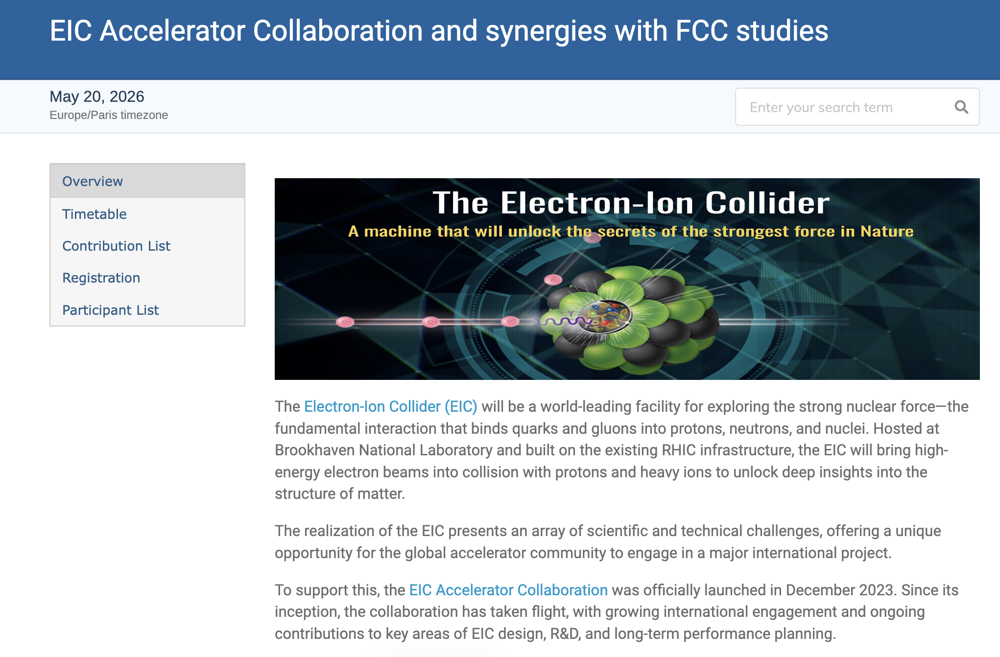 EIC Accelerator Collaboration and synergies with FCC studies
May 20, 2026
Europe/Paris timezone
Enter your search term
Overview
Timetable
Contribution List
Registration
Participant List
The Electron-Ion Collider
A machine that will unlock the secrets of the strongest force in Nature
e-
e-
e-
e-
e-
γ
The Electron-Ion Collider (EIC) will be a world-leading facility for exploring the strong nuclear force—the
fundamental interaction that binds quarks and gluons into protons, neutrons, and nuclei. Hosted at
Brookhaven National Laboratory and built on the existing RHIC infrastructure, the EIC will bring high-
energy electron beams into collision with protons and heavy ions to unlock deep insights into the
structure of matter.
The realization of the EIC presents an array of scientific and technical challenges, offering a unique
opportunity for the global accelerator community to engage in a major international project.
To support this, the EIC Accelerator Collaboration was officially launched in December 2023. Since its
inception, the collaboration has taken flight, with growing international engagement and ongoing
contributions to key areas of EIC design, R&D, and long-term performance planning.